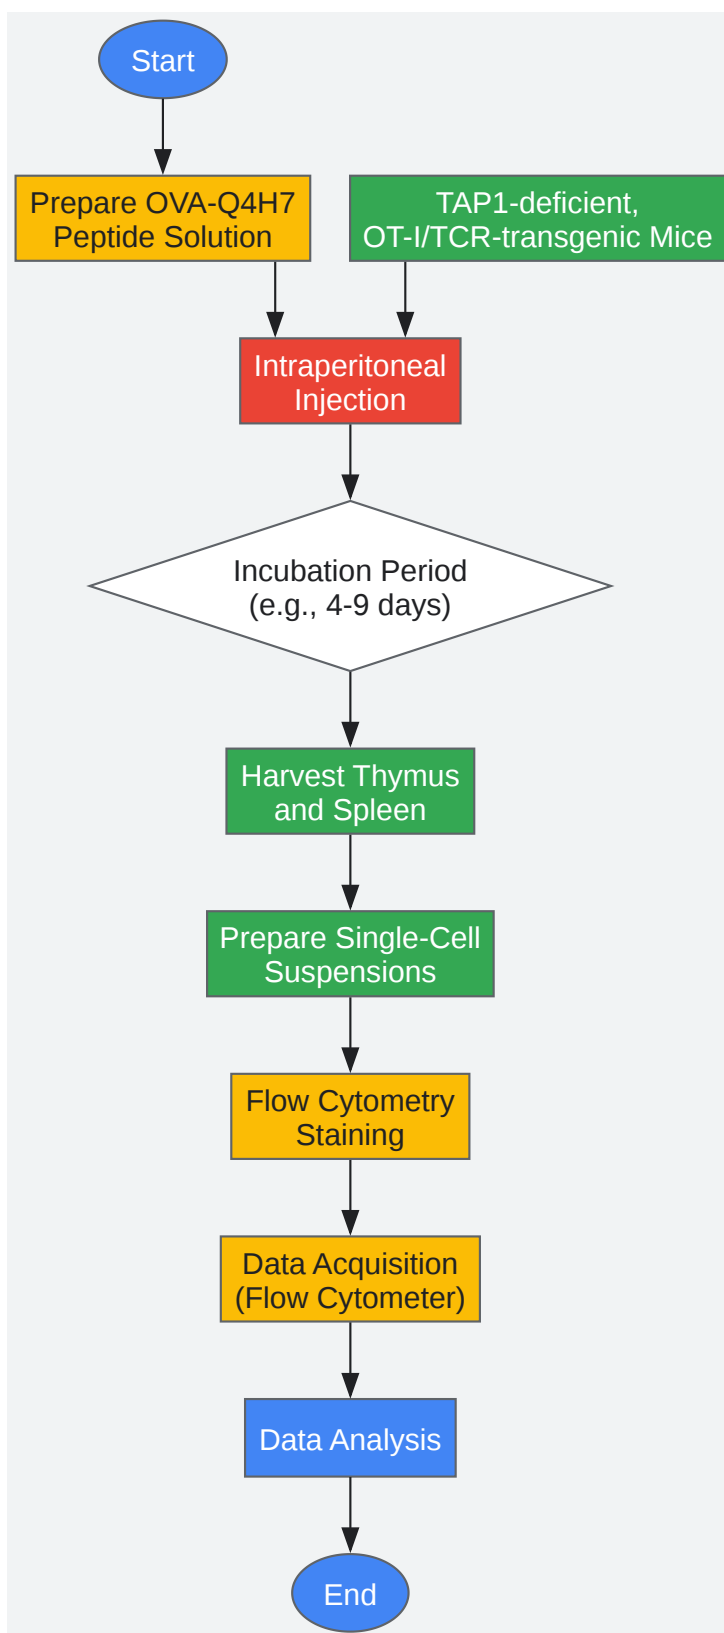 Start
Prepare OVA-Q4H7
Peptide Solution
TAP1-deficient,
OT-I/TCR-transgenic Mice
Intraperitoneal
Injection
Incubation Period
(e.g., 4-9 days)
Harvest Thymus
and Spleen
Prepare Single-Cell
Suspensions
Flow Cytometry
Staining
Data Acquisition
(Flow Cytometer)
Data Analysis
End